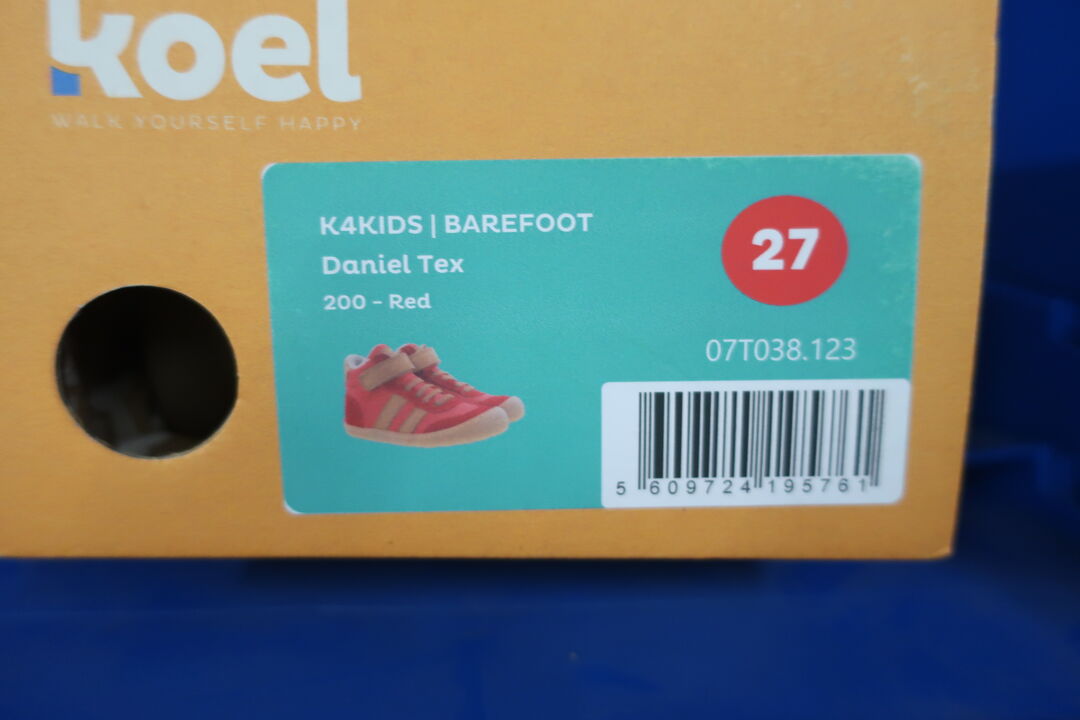 koel
WALK YOURSELF HAPPY
K4KIDS | BAREFOOT
Daniel Tex
200 - Red
27
07T038.123
5 609724 195761